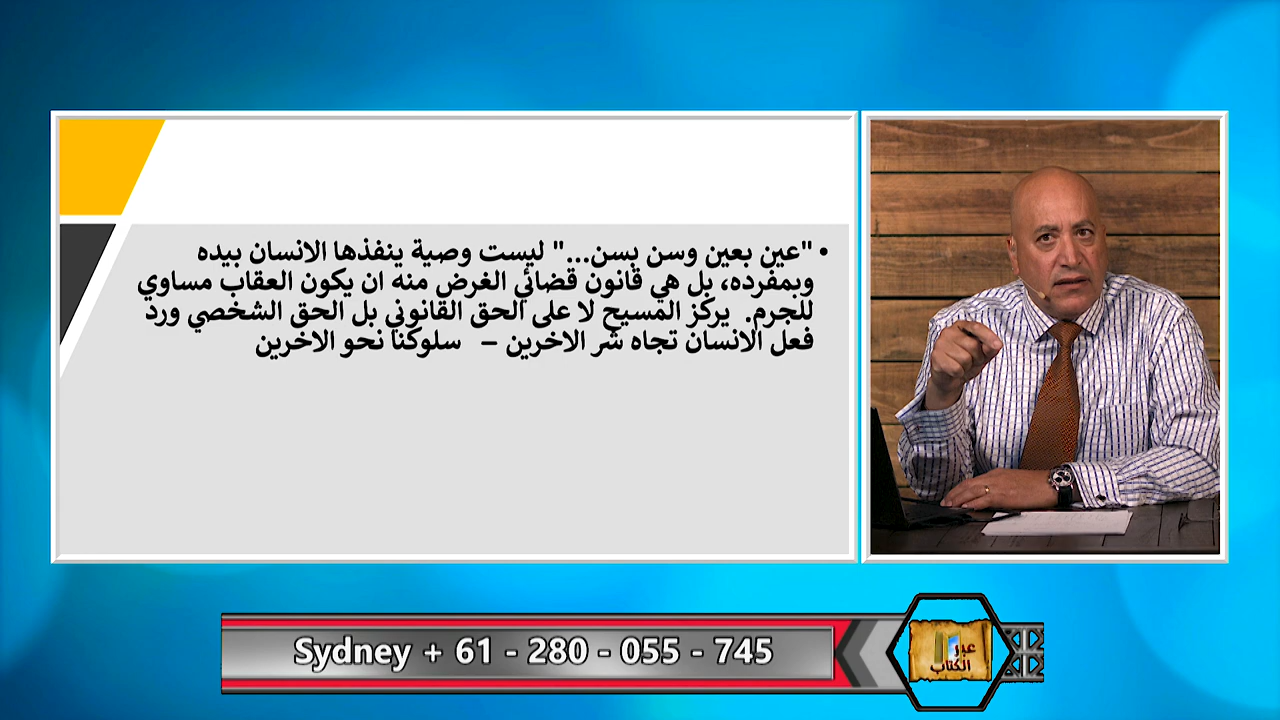 • "عين بعين وسن بسن..." ليست وصية ينفذها الانسان بيده
وبمفرده، بل هي قانون قضائي الغرض منه ان يكون العقاب مساوي
للجرم. يركز المسيح لا على الحق القانوني بل الحق الشخصي ورد
فعل الانسان تجاه شر الاخرين – سلوكنا نحو الاخرين
Sydney + 61 - 280 - 055 - 745
عبر
الكتاب